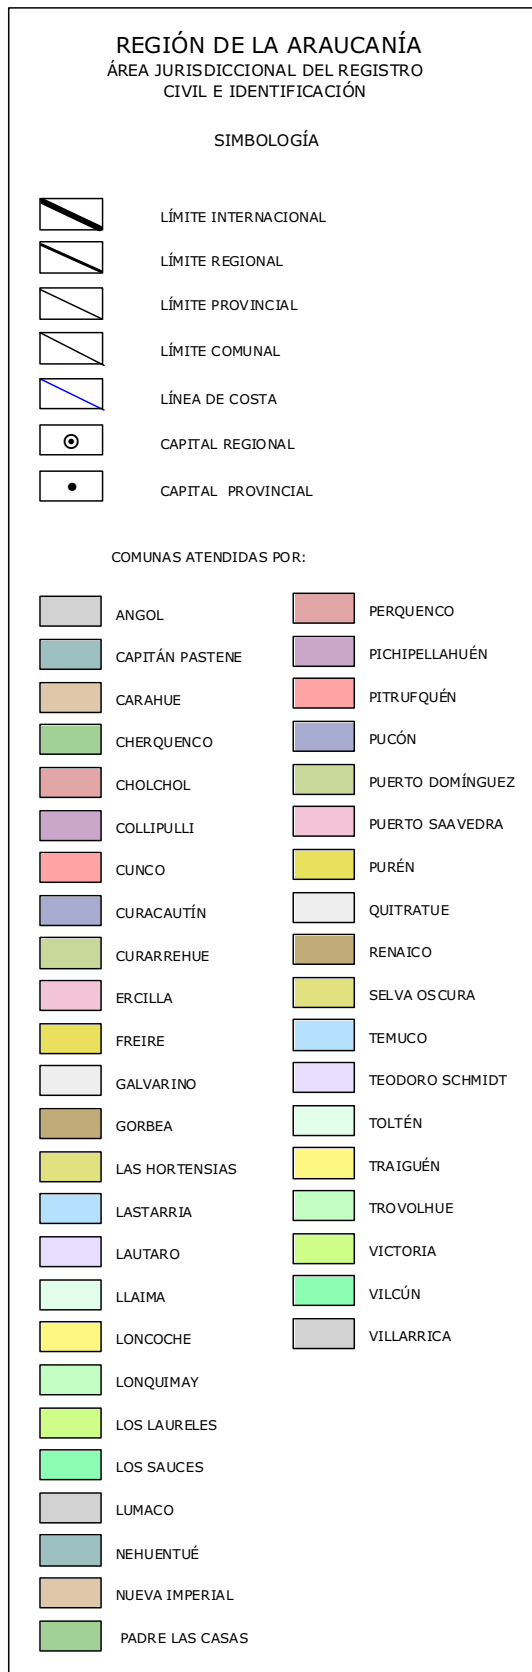 REGIÓN DE LA ARAUCANÍA
ÁREA JURISDICCIONAL DEL REGISTRO
CIVIL E IDENTIFICACIÓN
SIMBOLOGÍA
LÍMITE INTERNACIONAL
LÍMITE REGIONAL
LÍMITE PROVINCIAL
LÍMITE COMUNAL
LÍNEA DE COSTA
CAPITAL REGIONAL
CAPITAL PROVINCIAL
COMUNAS ATENDIDAS POR:
ANGOL
CAPITÁN PASTENE
CARAHUE
CHERQUENCO
CHOLCHOL
COLLIPULLI
CUNCO
CURACAUTÍN
CURARREHUE
ERCILLA
FREIRE
GALVARINO
GORBEA
LAS HORTENSIAS
LASTARRIA
LAUTARO
LLAIMA
LONCOCHE
LONQUIMAY
LOS LAURELES
LOS SAUCES
LUMACO
NEHUENTUÉ
NUEVA IMPERIAL
PADRE LAS CASAS
PERQUENCO
PICHIPELLAHUÉN
PITRUFQUÉN
PUCÓN
PUERTO DOMÍNGUEZ
PUERTO SAAVEDRA
PURÉN
QUITRATUE
RENAICO
SELVA OSCURA
TEMUCO
TEODORO SCHMIDT
TOLTÉN
TRAIGUÉN
TROVOLHUE
VICTORIA
VILCÚN
VILLARRICA